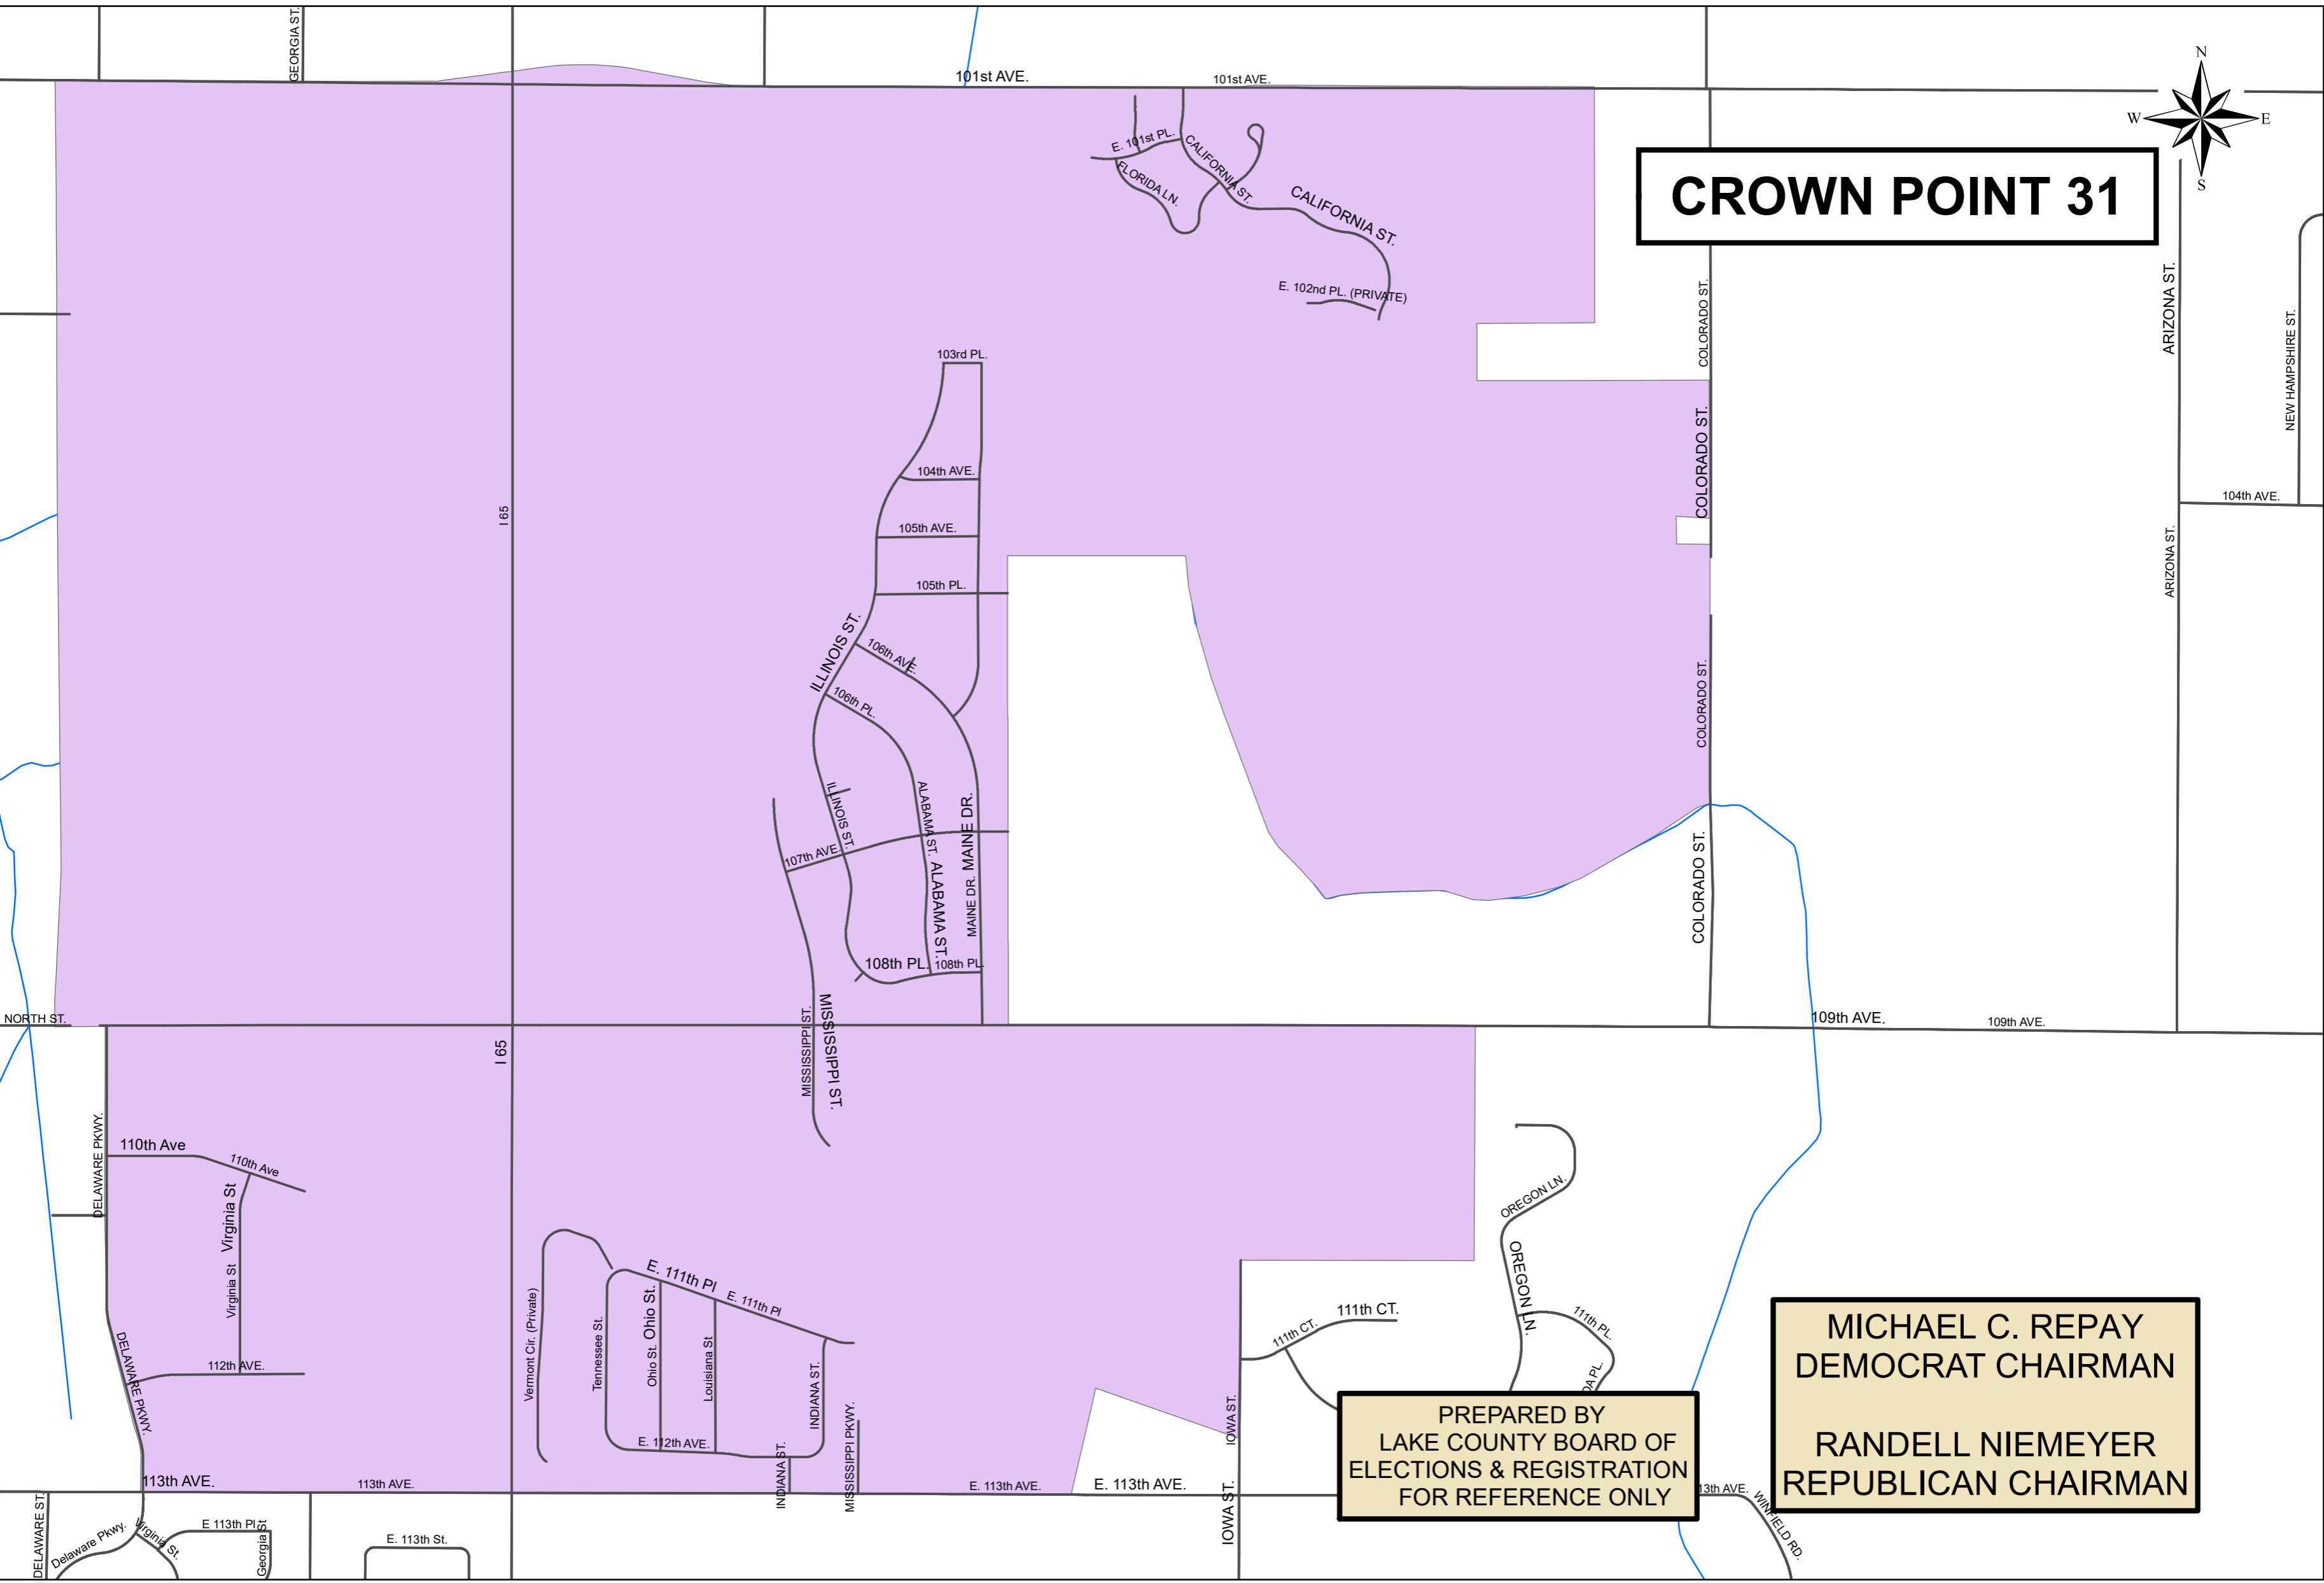 GEORGIA ST.
101st AVE.
101st AVE.
N
W
E
S
CROWN POINT 31
E. 101st PL.
CALIFORNIA ST.
FLORIDA LN.
CALIFORNIA ST.
E. 102nd PL. (PRIVATE)
COLORADO ST.
ARIZONA ST.
NEW HAMPSHIRE ST.
103rd PL.
COLORADO ST.
104th AVE.
104th AVE.
I 65
105th AVE.
ARIZONA ST.
105th PL.
ILLINOIS ST.
106th AVE.
106th PL.
COLORADO ST.
ILLINOIS ST.
ALABAMA ST.
MAINE DR.
107th AVE.
ALABAMA ST.
MAINE DR.
COLORADO ST.
108th PL.
108th PL.
NORTH ST.
MISSISSIPPI ST.
MISSISSIPPI ST.
109th AVE.
109th AVE.
I 65
DELAWARE PKWY.
110th Ave
110th Ave
Virginia St
Virginia St
OREGON LN.
OREGON LN.
E. 111th Pl
E. 111th Pl
Vermont Cir. (Private)
Tennessee St.
Ohio St.
Ohio St.
Louisiana St
INDIANA ST.
111th CT.
111th CT.
111th PL.
DELAWARE PKWY.
112th AVE.
E. 112th AVE.
INDIANA ST.
MISSISSIPPI PKWY.
IOWA ST.
DA PL.
MICHAEL C. REPAY
DEMOCRAT CHAIRMAN
RANDELL NIEMEYER
REPUBLICAN CHAIRMAN
PREPARED BY
LAKE COUNTY BOARD OF
ELECTIONS & REGISTRATION
FOR REFERENCE ONLY
113th AVE.
113th AVE.
E. 113th AVE.
E. 113th AVE.
13th AVE.
WINFIELD RD.
IOWA ST.
DELAWARE ST.
Delaware Pkwy.
Virginia St.
E 113th Pl
Georgia St
E. 113th St.